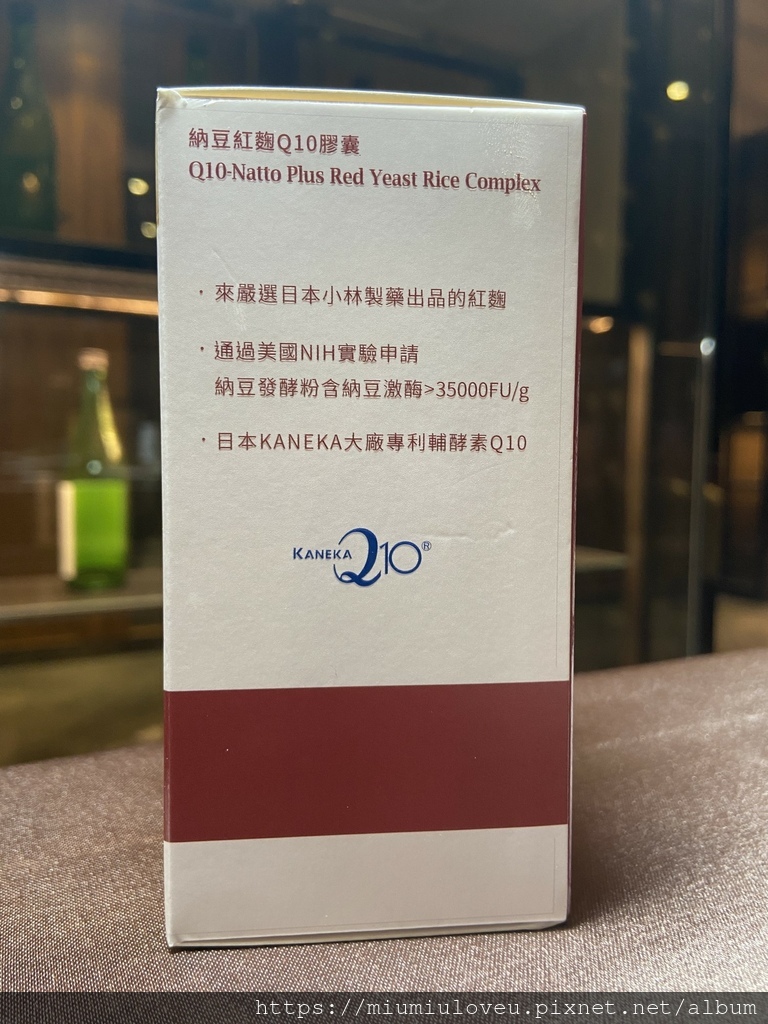 納豆紅麴Q10膠囊
Q10-Natto Plus Red Yeast Rice Complex
・來嚴選日本小林製藥出品的紅麴
・通過美國NIH實驗申請
納豆發酵粉含納豆激酶>35000FU/g
・日本KANEKA大廠專利輔酵素Q10
KANEKA Q10®
https://miumiuloveu.pixnet.net/album